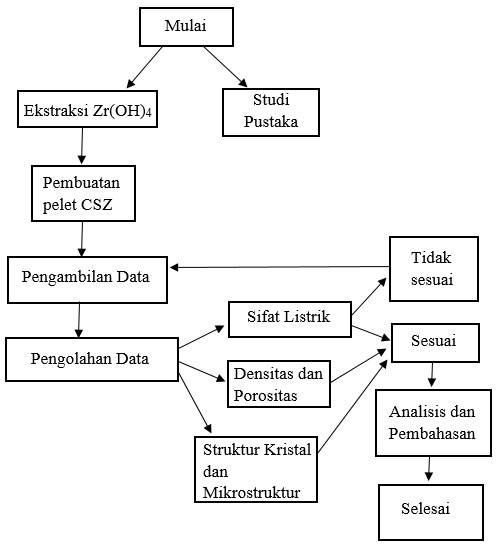 Mulai
Ekstraksi Zr(OH)4
Studi
Pustaka
Pembuatan
pelet CSZ
Pengambilan Data
Tidak
sesuai
Sifat Listrik
Sesuai
Pengolahan Data
Densitas dan
Porositas
Analisis dan
Pembahasan
Struktur Kristal
dan
Mikrostruktur
Selesai